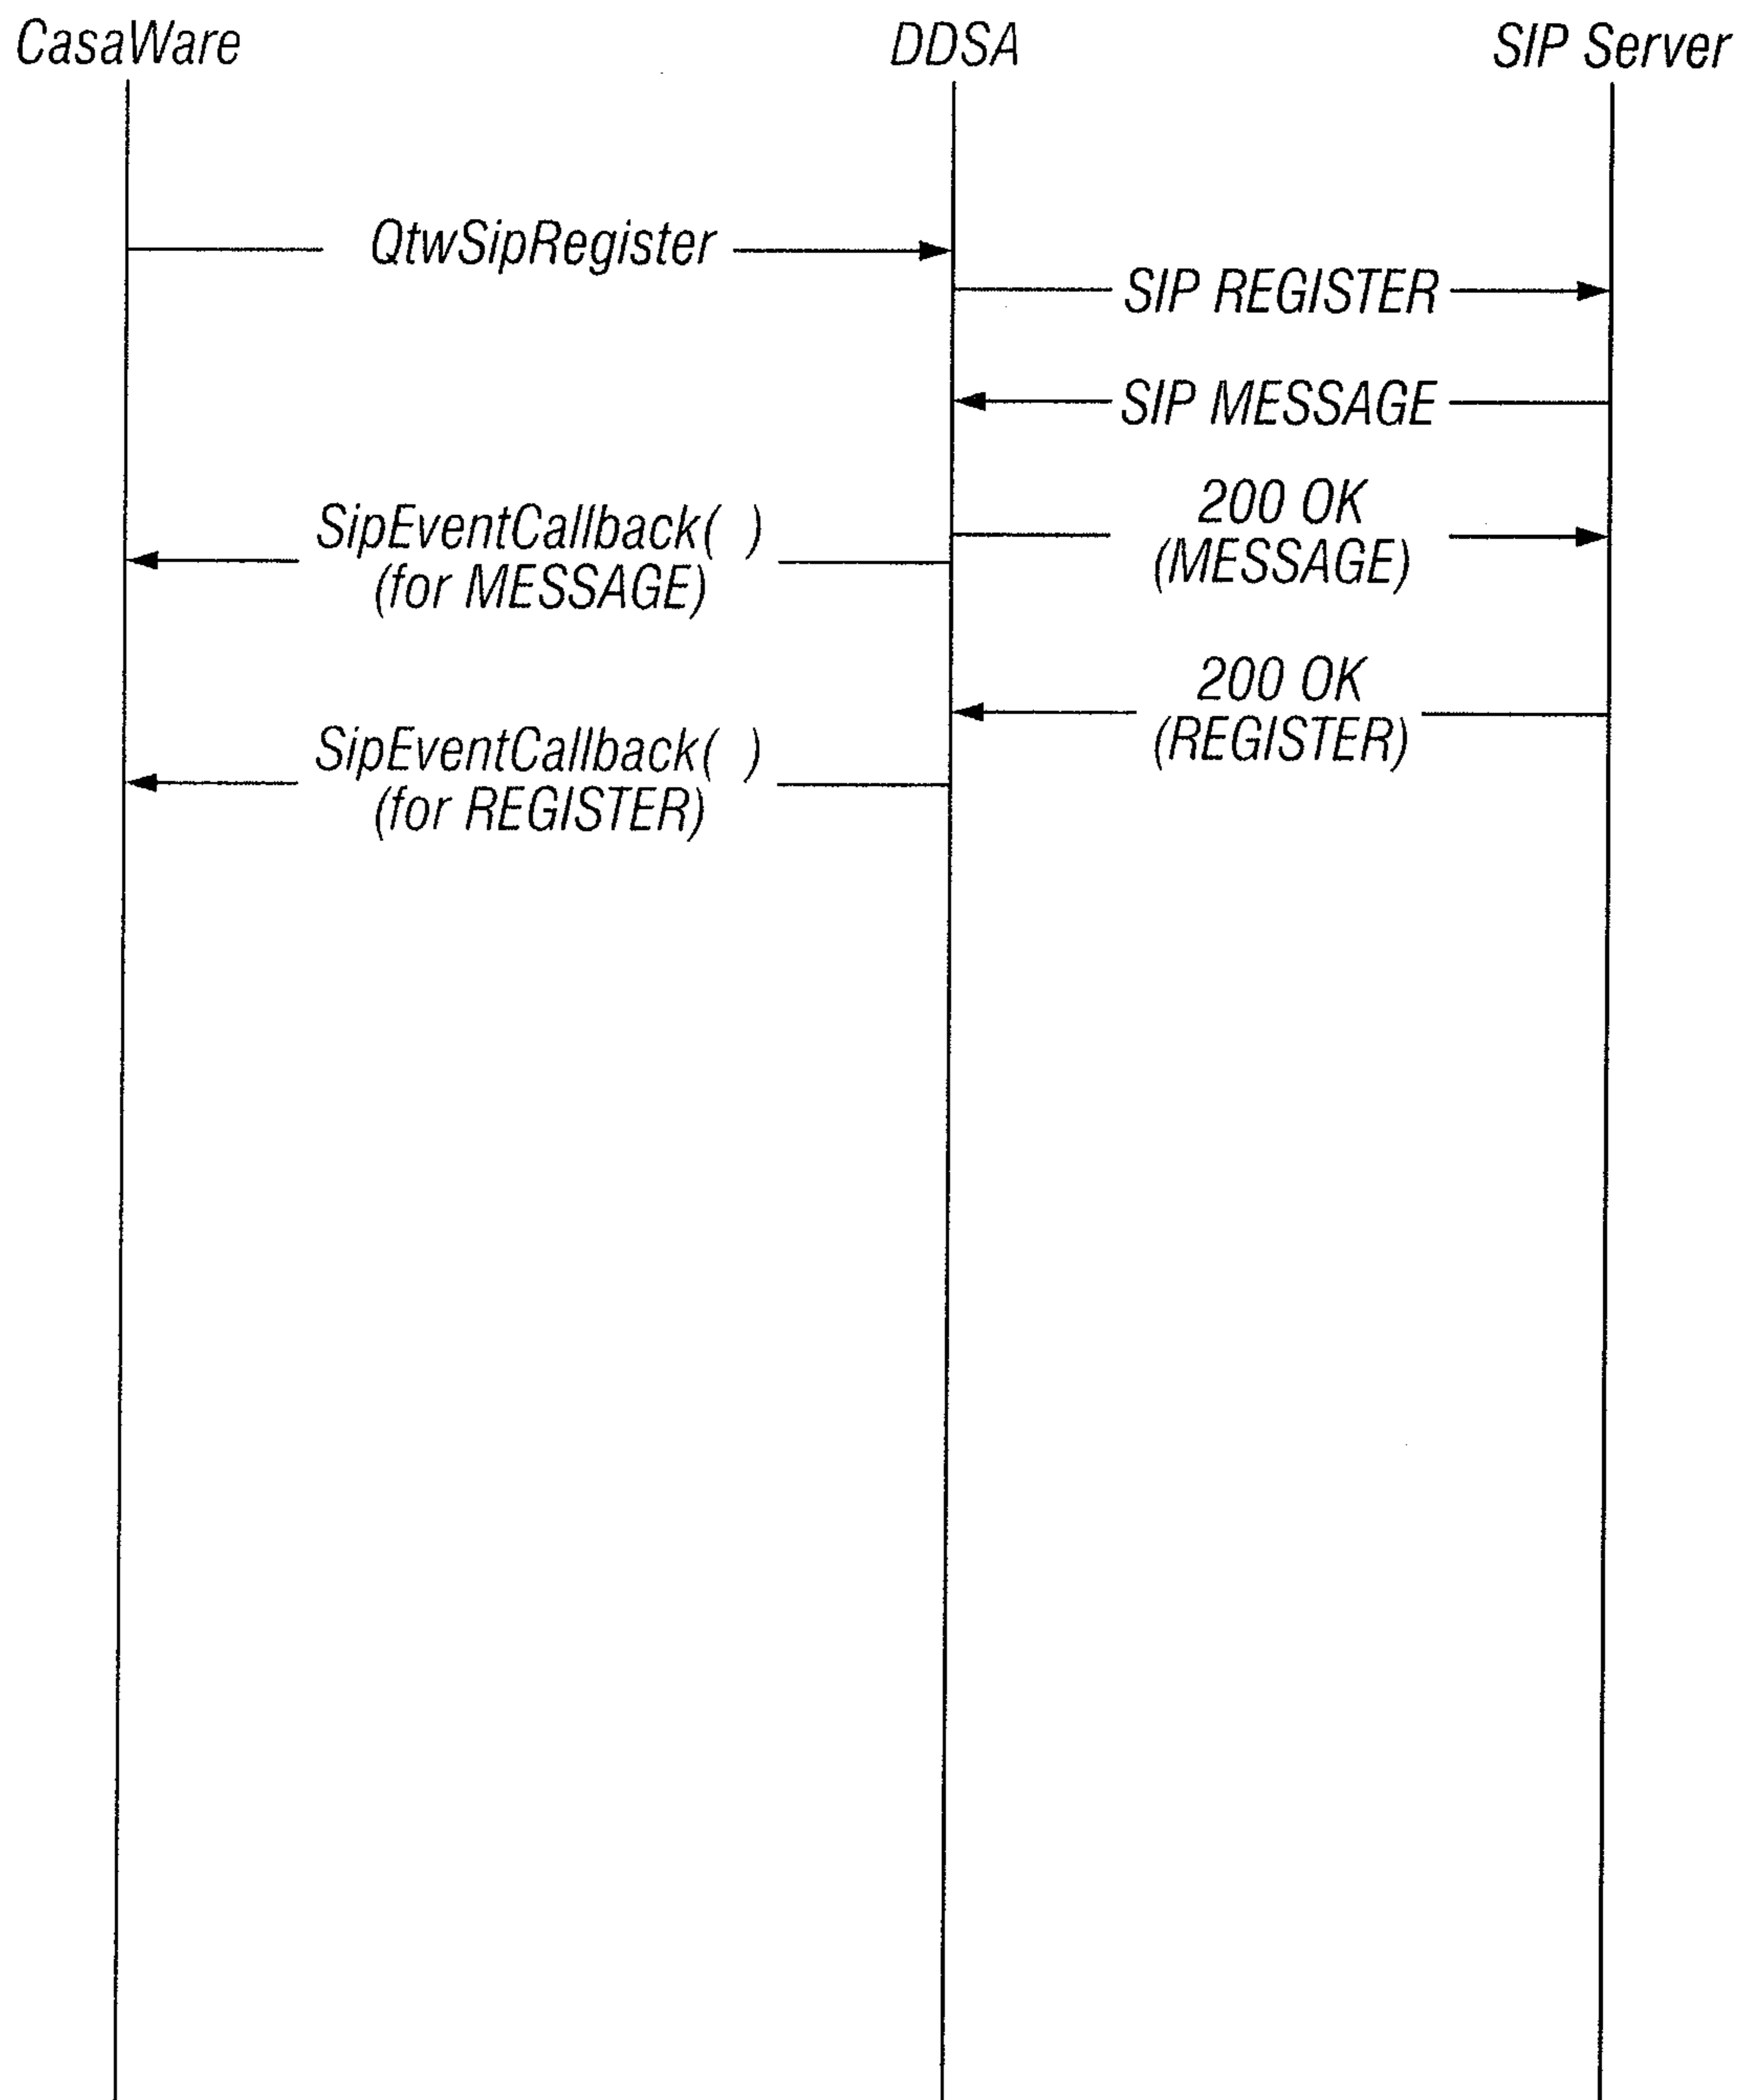 CasaWare
DDSA
SIP Server
QtwSipRegister
SIP REGISTER
SIP MESSAGE
200 OK
(MESSAGE)
SipEventCallback( )
(for MESSAGE)
200 OK
(REGISTER)
SipEventCallback( )
(for REGISTER)